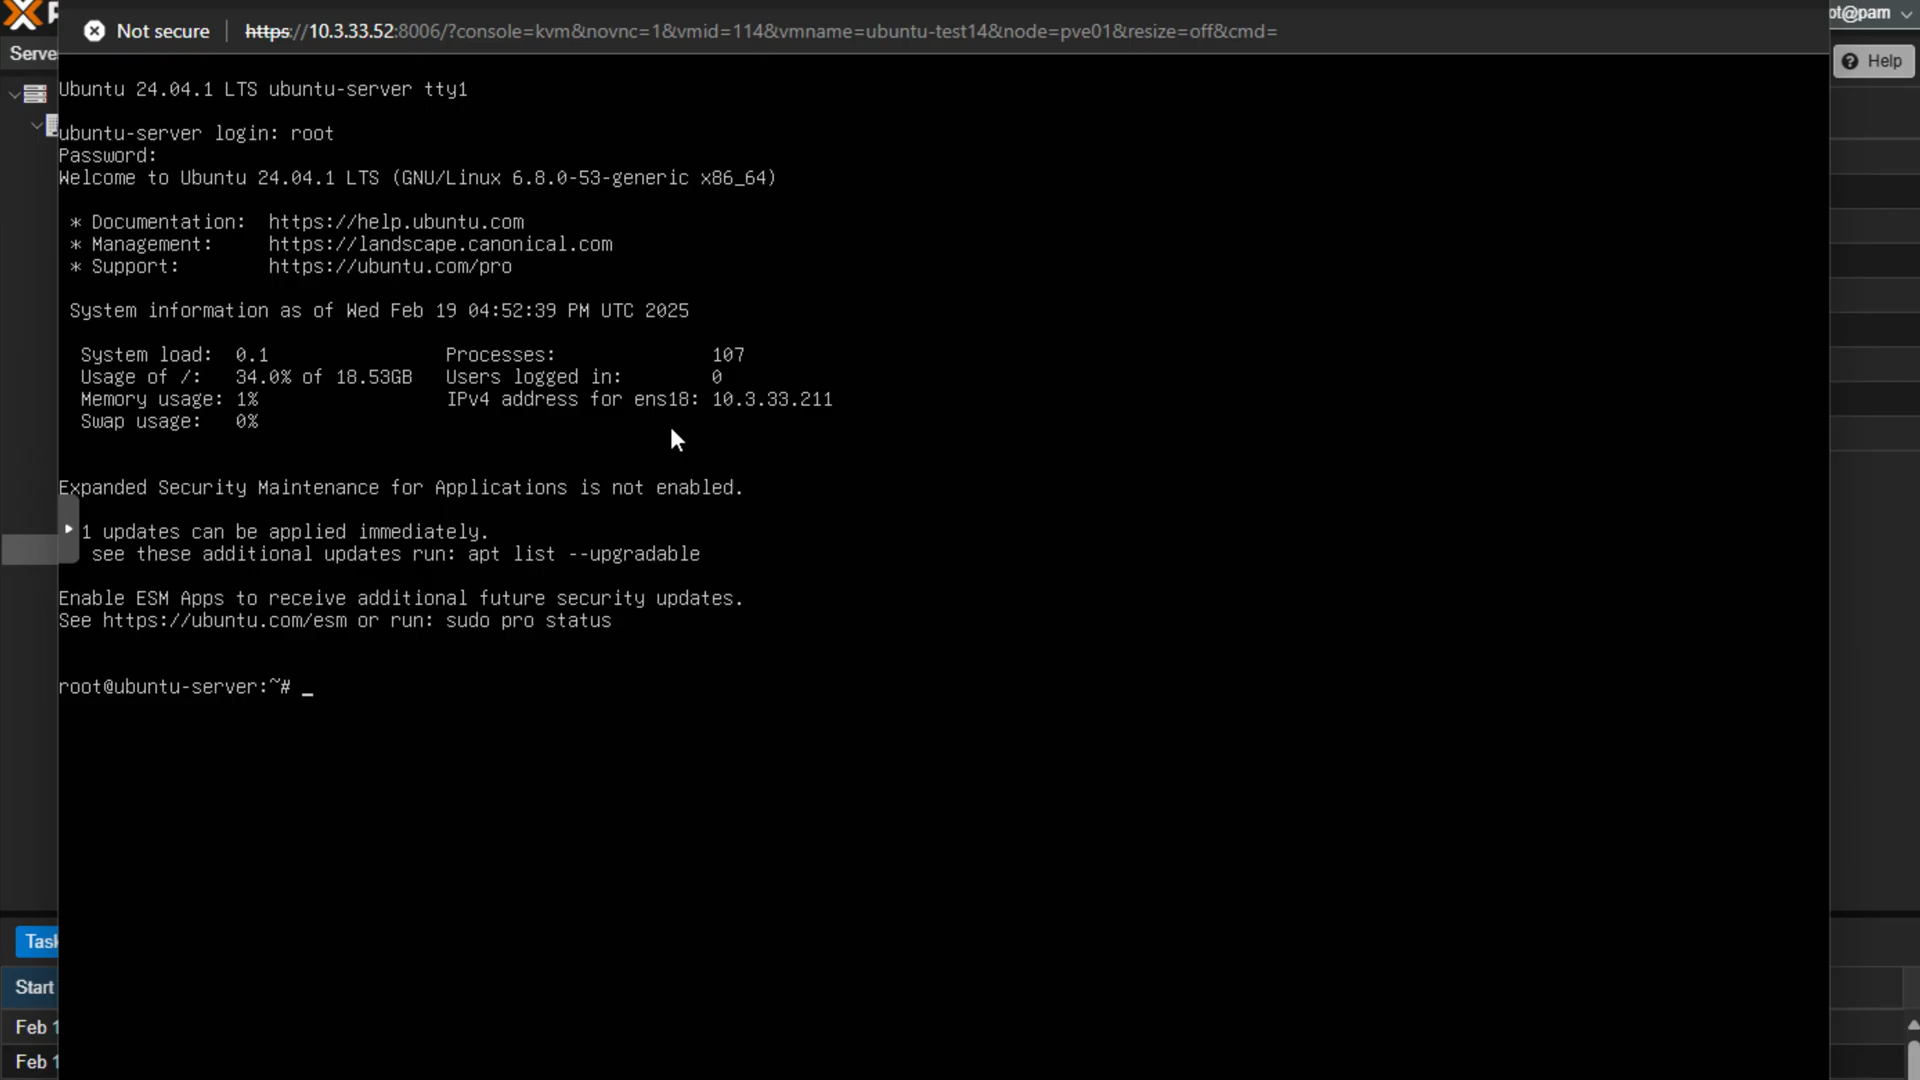 ot@pam
Not secure https://10.3.33.52:8006/?console=kvm&novnc=1&vmid=114&vmname=ubuntu-test14&node=pve01&resize=off&cmd=
Serve
Help
Ubuntu 24.04.1 LTS ubuntu-server tty1
ubuntu-server login: root
Password:
Welcome to Ubuntu 24.04.1 LTS (GNU/Linux 6.8.0-53-generic x86_64)
* Documentation: https://help.ubuntu.com
* Management: https://landscape.canonical.com
* Support: https://ubuntu.com/pro
System information as of Wed Feb 19 04:52:39 PM UTC 2025
System load: 0.1 Processes: 107
Usage of /: 34.0% of 18.53GB Users logged in: 0
Memory usage: 1% IPv4 address for ens18: 10.3.33.211
Swap usage: 0%
Expanded Security Maintenance for Applications is not enabled.
1 updates can be applied immediately.
see these additional updates run: apt list --upgradable
Enable ESM Apps to receive additional future security updates.
See https://ubuntu.com/esm or run: sudo pro status
root@ubuntu-server:~# _
Task
Start
Feb 1
Feb 1